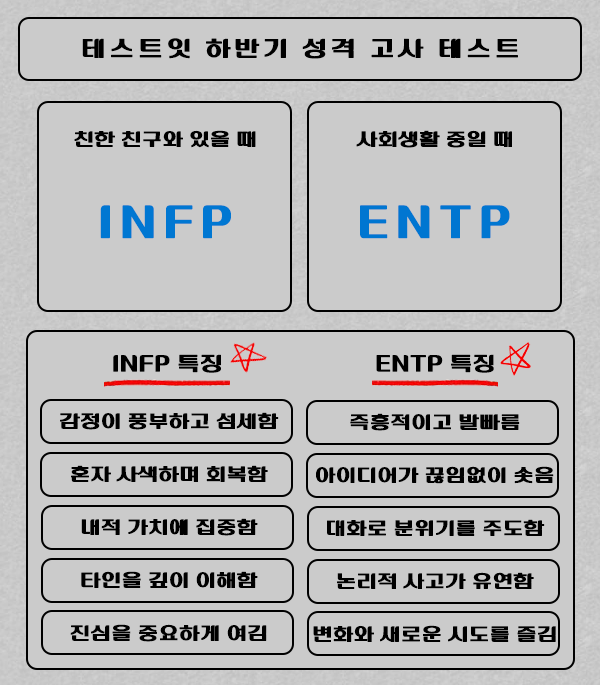 테스트잇 하반기 성격 고사 테스트
친한 친구와 있을 때
INFP
사회생활 중일 때
ENTP
INFP 특징
감정이 풍부하고 섬세함
혼자 사색하며 회복함
내적 가치에 집중함
타인을 깊이 이해함
진심을 중요하게 여김
ENTP 특징
즉흥적이고 발빠름
아이디어가 끊임없이 솟음
대화로 분위기를 주도함
논리적 사고가 유연함
변화와 새로운 시도를 즐김